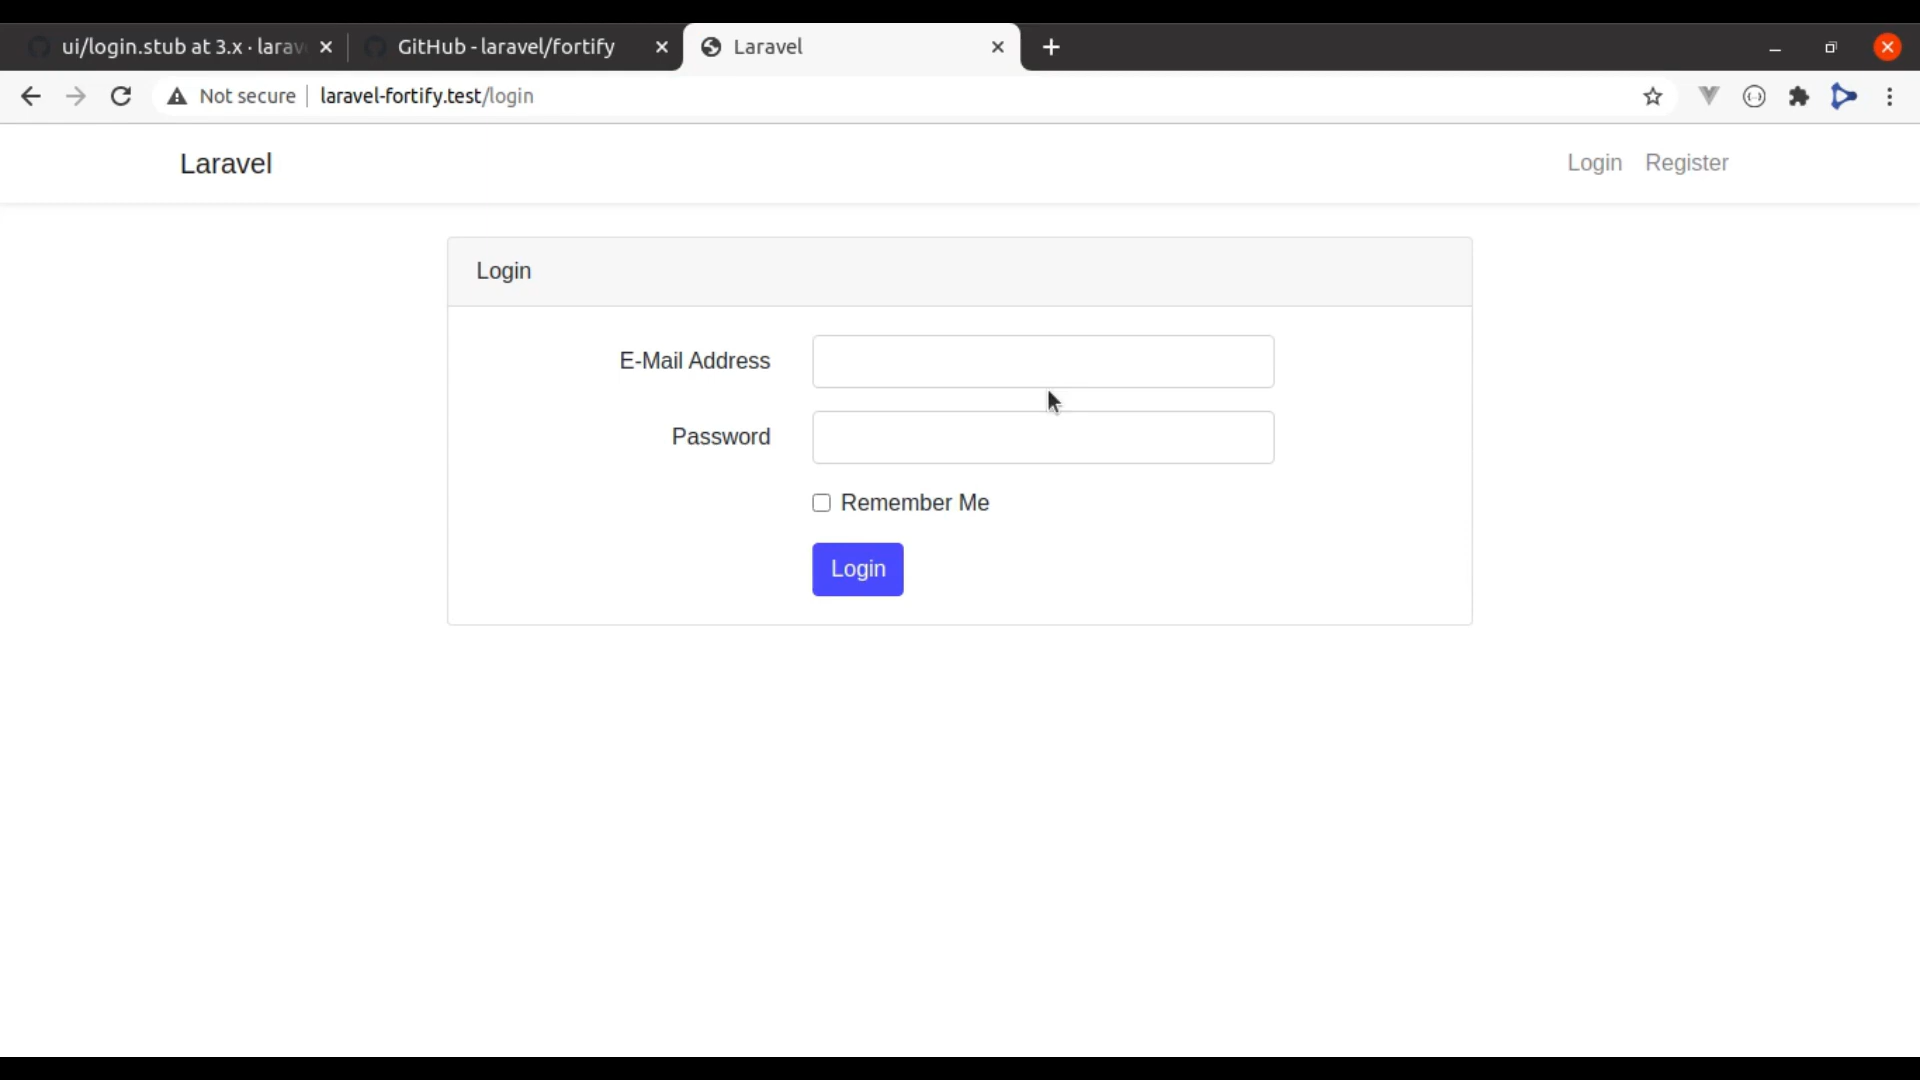 ui/login.stub at 3.x · larav
GitHub - laravel/fortify
Laravel
Not secure
laravel-fortify.test/login
Laravel
Login
Register
Login
E-Mail Address
Password
Remember Me
Login